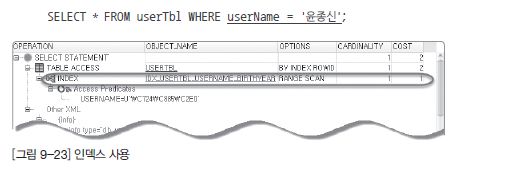 SELECT * FROM userTbl WHERE userName = '윤종신';
OPERATION OBJECT_NAME OPTIONS CARDINALITY COST
SELECT STATEMENT 1 2
TABLE ACCESS USERTBL BY INDEX ROWID 1 2
INDEX IDX_USERTBL_USERNAME_BIRTHYEAR RANGE SCAN 1 1
Access Predicates
USERNAME=U'₩C724₩C885₩C2E0'
Other XML
{info}
info type="db_v
[그림 9-23] 인덱스 사용